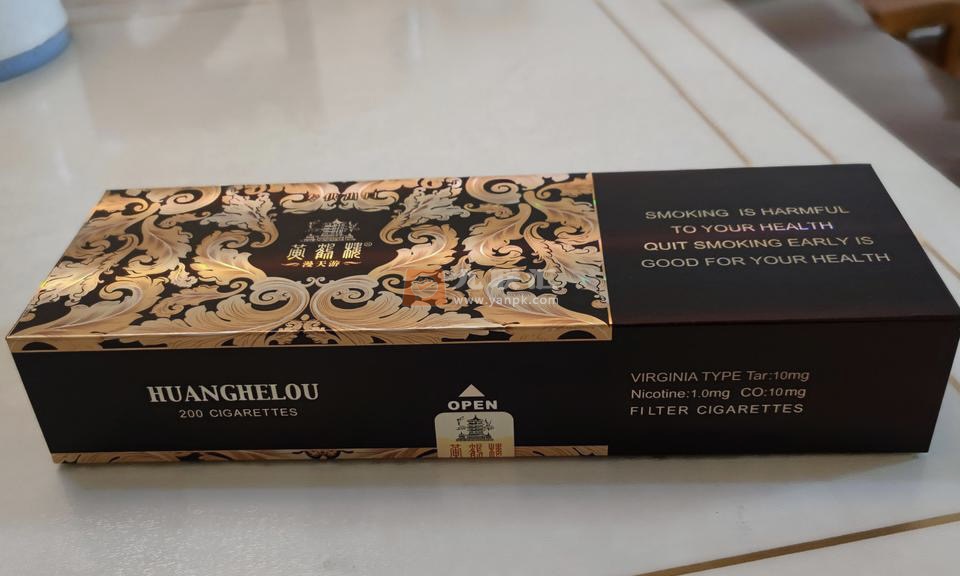 黄鹤楼®
漫天游
www.yanpk.com
SMOKING IS HARMFUL
TO YOUR HEALTH
QUIT SMOKING EARLY IS
GOOD FOR YOUR HEALTH
HUANGHELOU
200 CIGARETTES
OPEN
黄鹤楼
VIRGINIA TYPE Tar:10mg
Nicotine:1.0mg CO:10mg
FILTER CIGARETTES